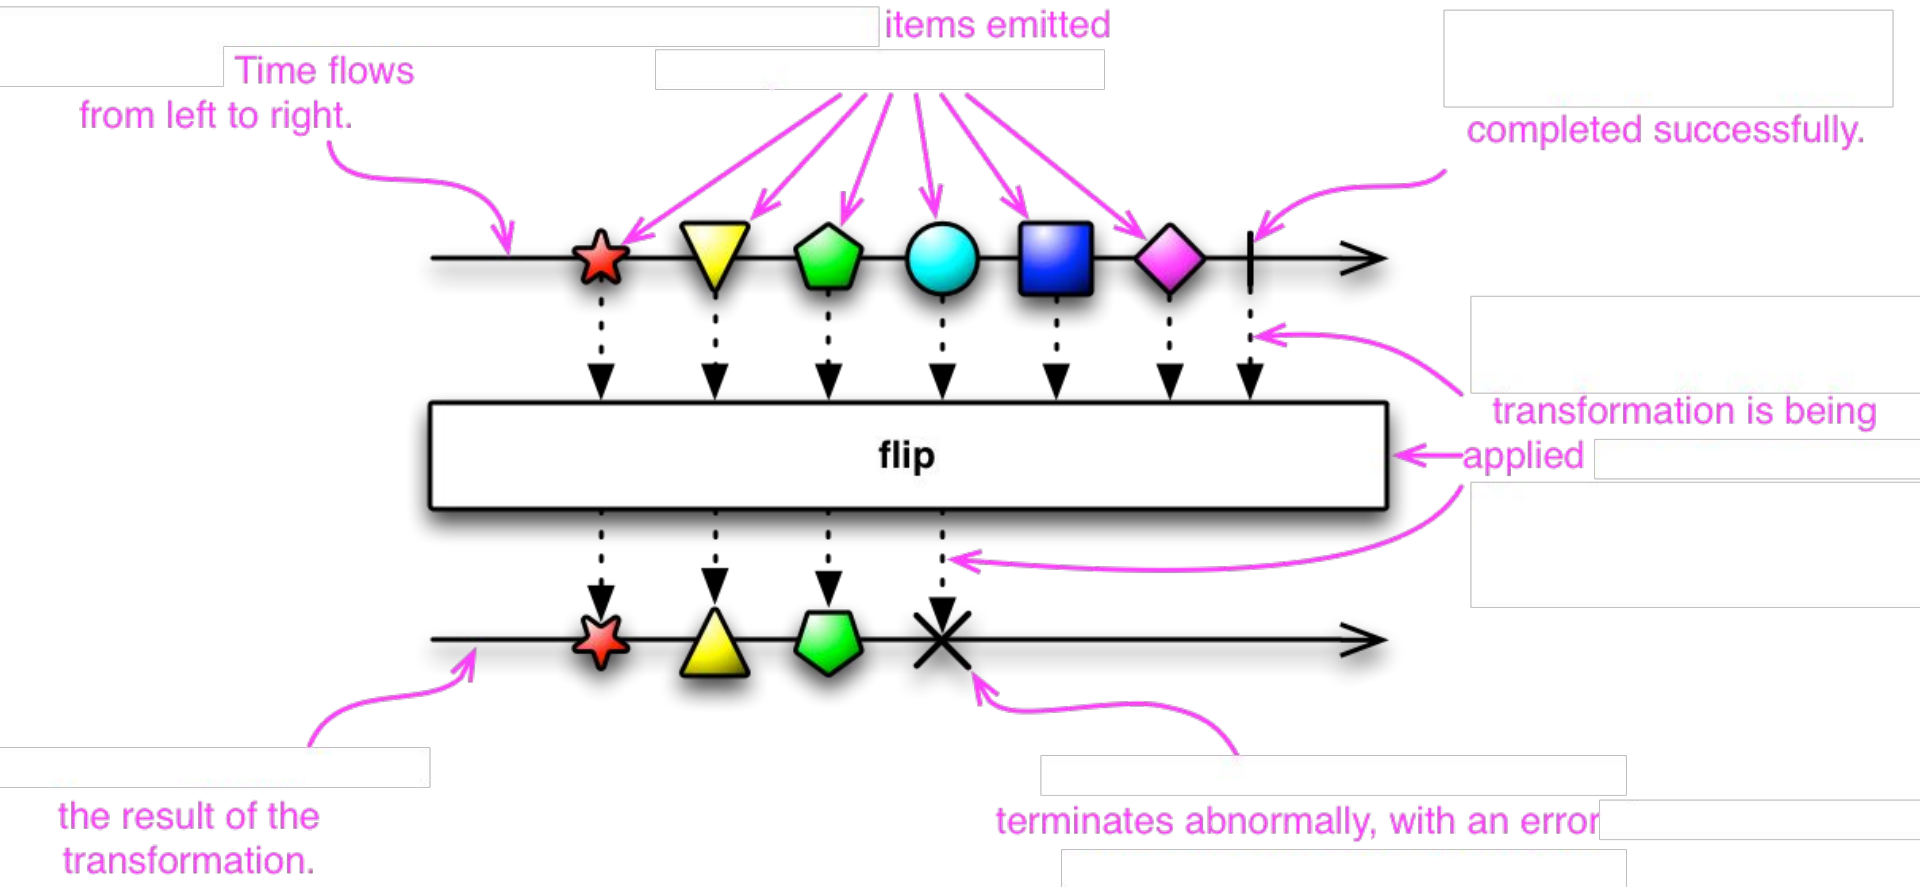 items emitted
Time flows
from left to right.
completed successfully.
transformation is being
applied
flip
the result of the
transformation.
terminates abnormally, with an error